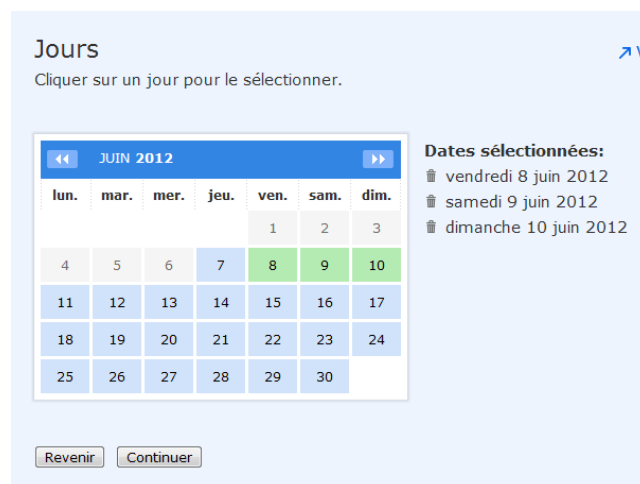 Jours
Cliquer sur un jour pour le sélectionner.
JUIN 2012
lun. mar. mer. jeu. ven. sam. dim.
1 2 3
4 5 6 7 8 9 10
11 12 13 14 15 16 17
18 19 20 21 22 23 24
25 26 27 28 29 30
Dates sélectionnées:
vendredi 8 juin 2012
samedi 9 juin 2012
dimanche 10 juin 2012
Revenir Continuer